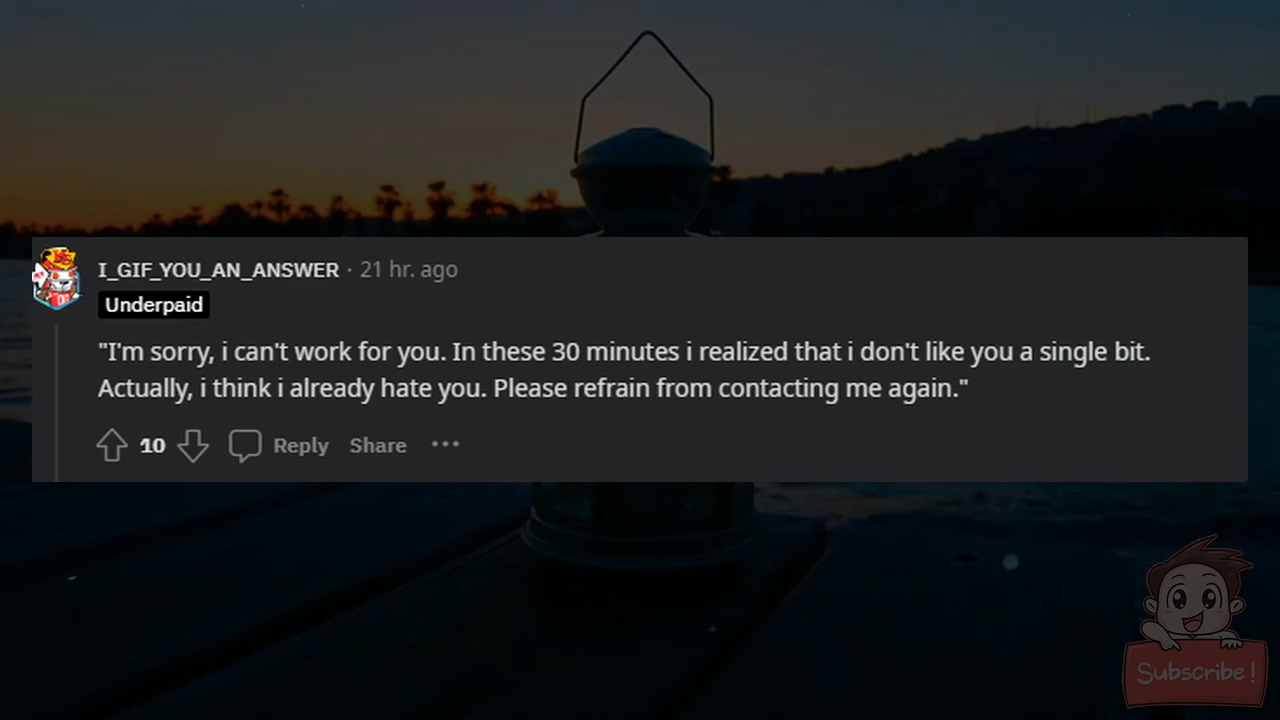 I_GIF_YOU_AN_ANSWER · 21 hr. ago
Underpaid
"I'm sorry, i can't work for you. In these 30 minutes i realized that i don't like you a single bit.
Actually, i think i already hate you. Please refrain from contacting me again."
10 Reply Share ···
Subscribe!